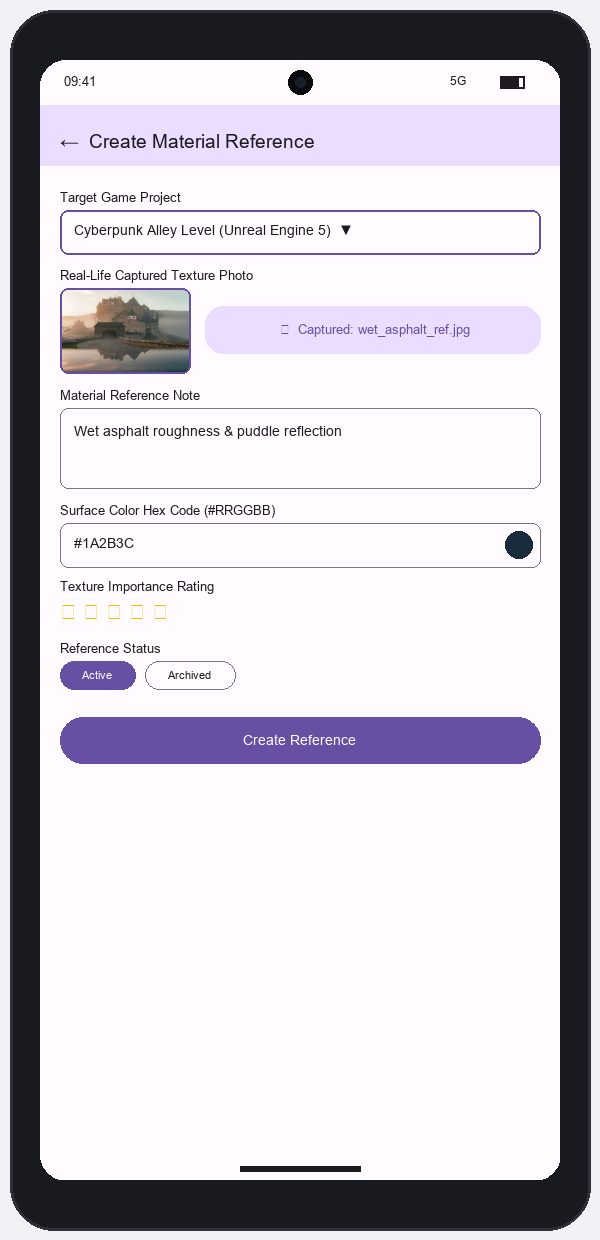 09:41
5G
← Create Material Reference
Target Game Project
Cyberpunk Alley Level (Unreal Engine 5) ▼
Real-Life Captured Texture Photo
Captured: wet_asphalt_ref.jpg
Material Reference Note
Wet asphalt roughness & puddle reflection
Surface Color Hex Code (#RRGGBB)
#1A2B3C
Texture Importance Rating
Reference Status
Active
Archived
Create Reference